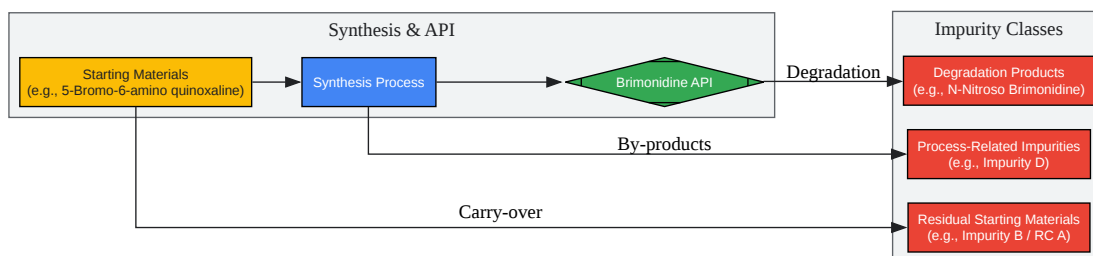 Synthesis & API
Impurity Classes
Starting Materials
(e.g., 5-Bromo-6-amino quinoxaline)
Synthesis Process
Brimonidine API
Degradation
Degradation Products
(e.g., N-Nitroso Brimonidine)
By-products
Process-Related Impurities
(e.g., Impurity D)
Carry-over
Residual Starting Materials
(e.g., Impurity B / RC A)